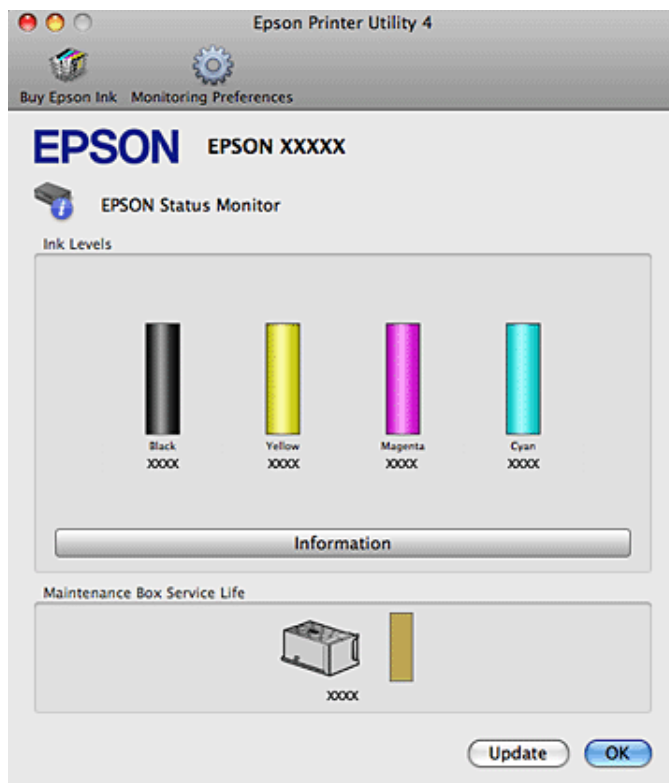 Epson Printer Utility 4
Buy Epson Ink Monitoring Preferences
EPSON EPSON XXXXX
EPSON Status Monitor
Ink Levels
Black Yellow Magenta Cyan
XXXX XXXX XXXX XXXX
Information
Maintenance Box Service Life
XXXX
Update OK